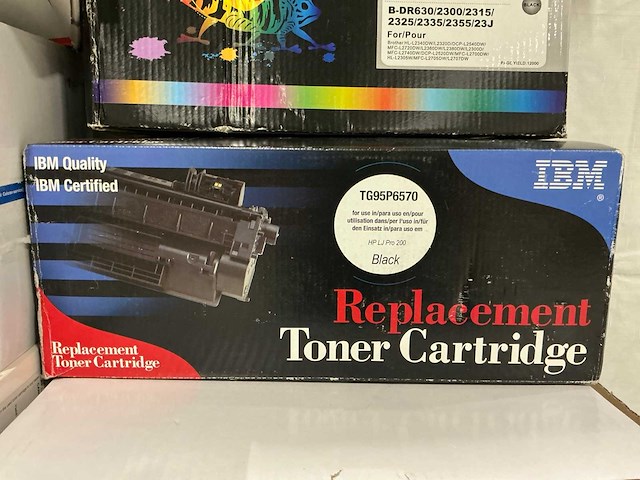 B-DR630/2300/2315/
2325/2335/2355/23J
For/Pour
BLACK
IBM Quality
IBM Certified
IBM
TG95P6570
for use in/para uso en/pour
utilisation dans/per l'uso in/für
den Einsatz in/para uso em
HP LJ Pro 200
Black
Replacement
Toner Cartridge
Replacement
Toner Cartridge